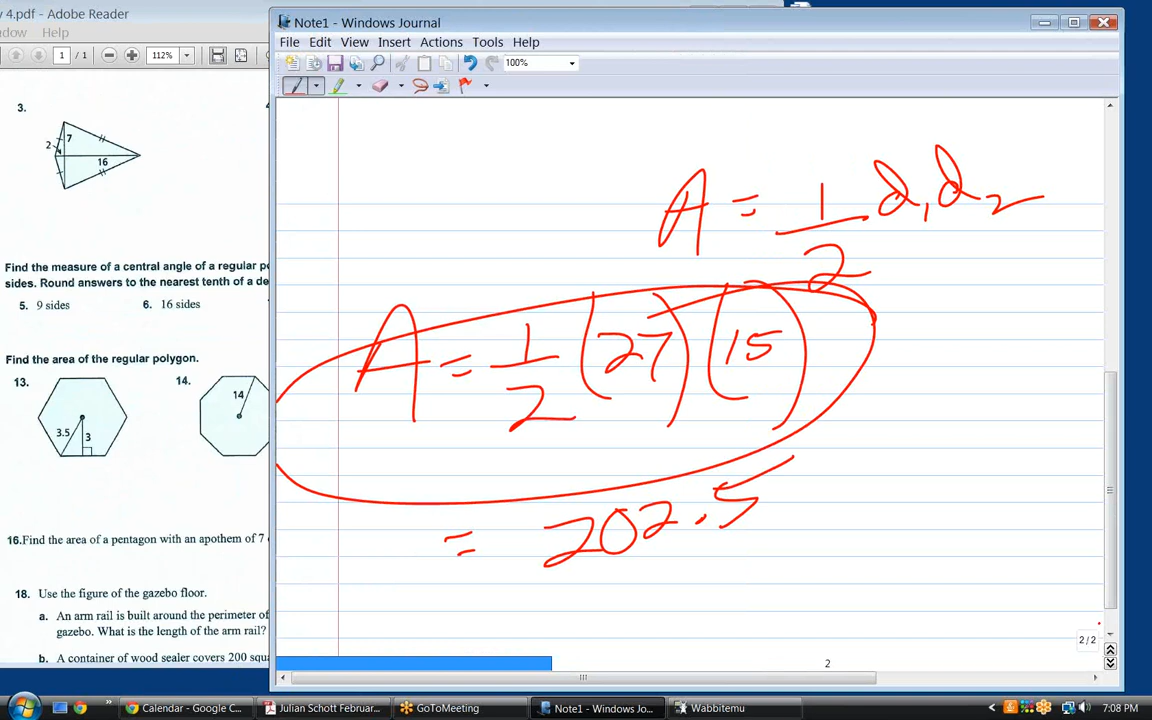 y 4.pdf - Adobe Reader
ndow Help
1 / 1 112%
3.
7
2
16
Find the measure of a central angle of a regular po
sides. Round answers to the nearest tenth of a de
5. 9 sides 6. 16 sides
Find the area of the regular polygon.
13. 14.
14
3.5
3
16.Find the area of a pentagon with an apothem of 7
18. Use the figure of the gazebo floor.
a. An arm rail is built around the perimeter of
gazebo. What is the length of the arm rail?
b. A container of wood sealer covers 200 squa
Note1 - Windows Journal
File Edit View Insert Actions Tools Help
100%
A = 1/2 d1d2
A = 1/2 (27)(15)
= 202.5
2/2
2
Calendar - Google C... Julian Schott Februar... GoToMeeting Note1 - Windows Jo... Wabbitemu 7:08 PM